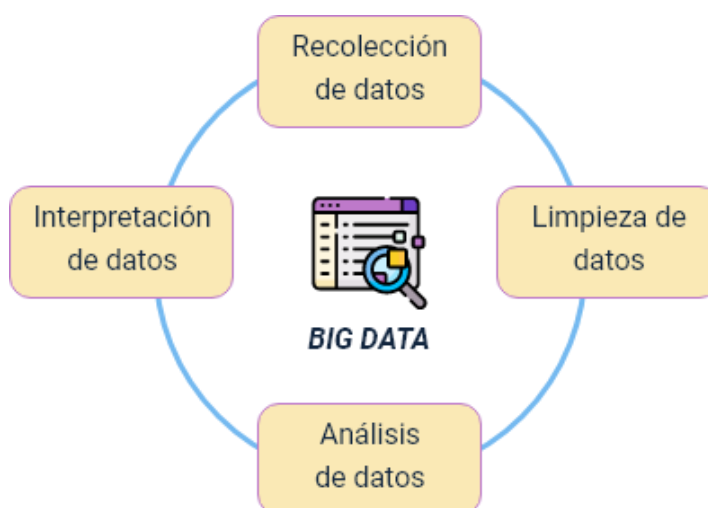 Recolección
de datos
Limpieza de
datos
Análisis
de datos
Interpretación
de datos
BIG DATA